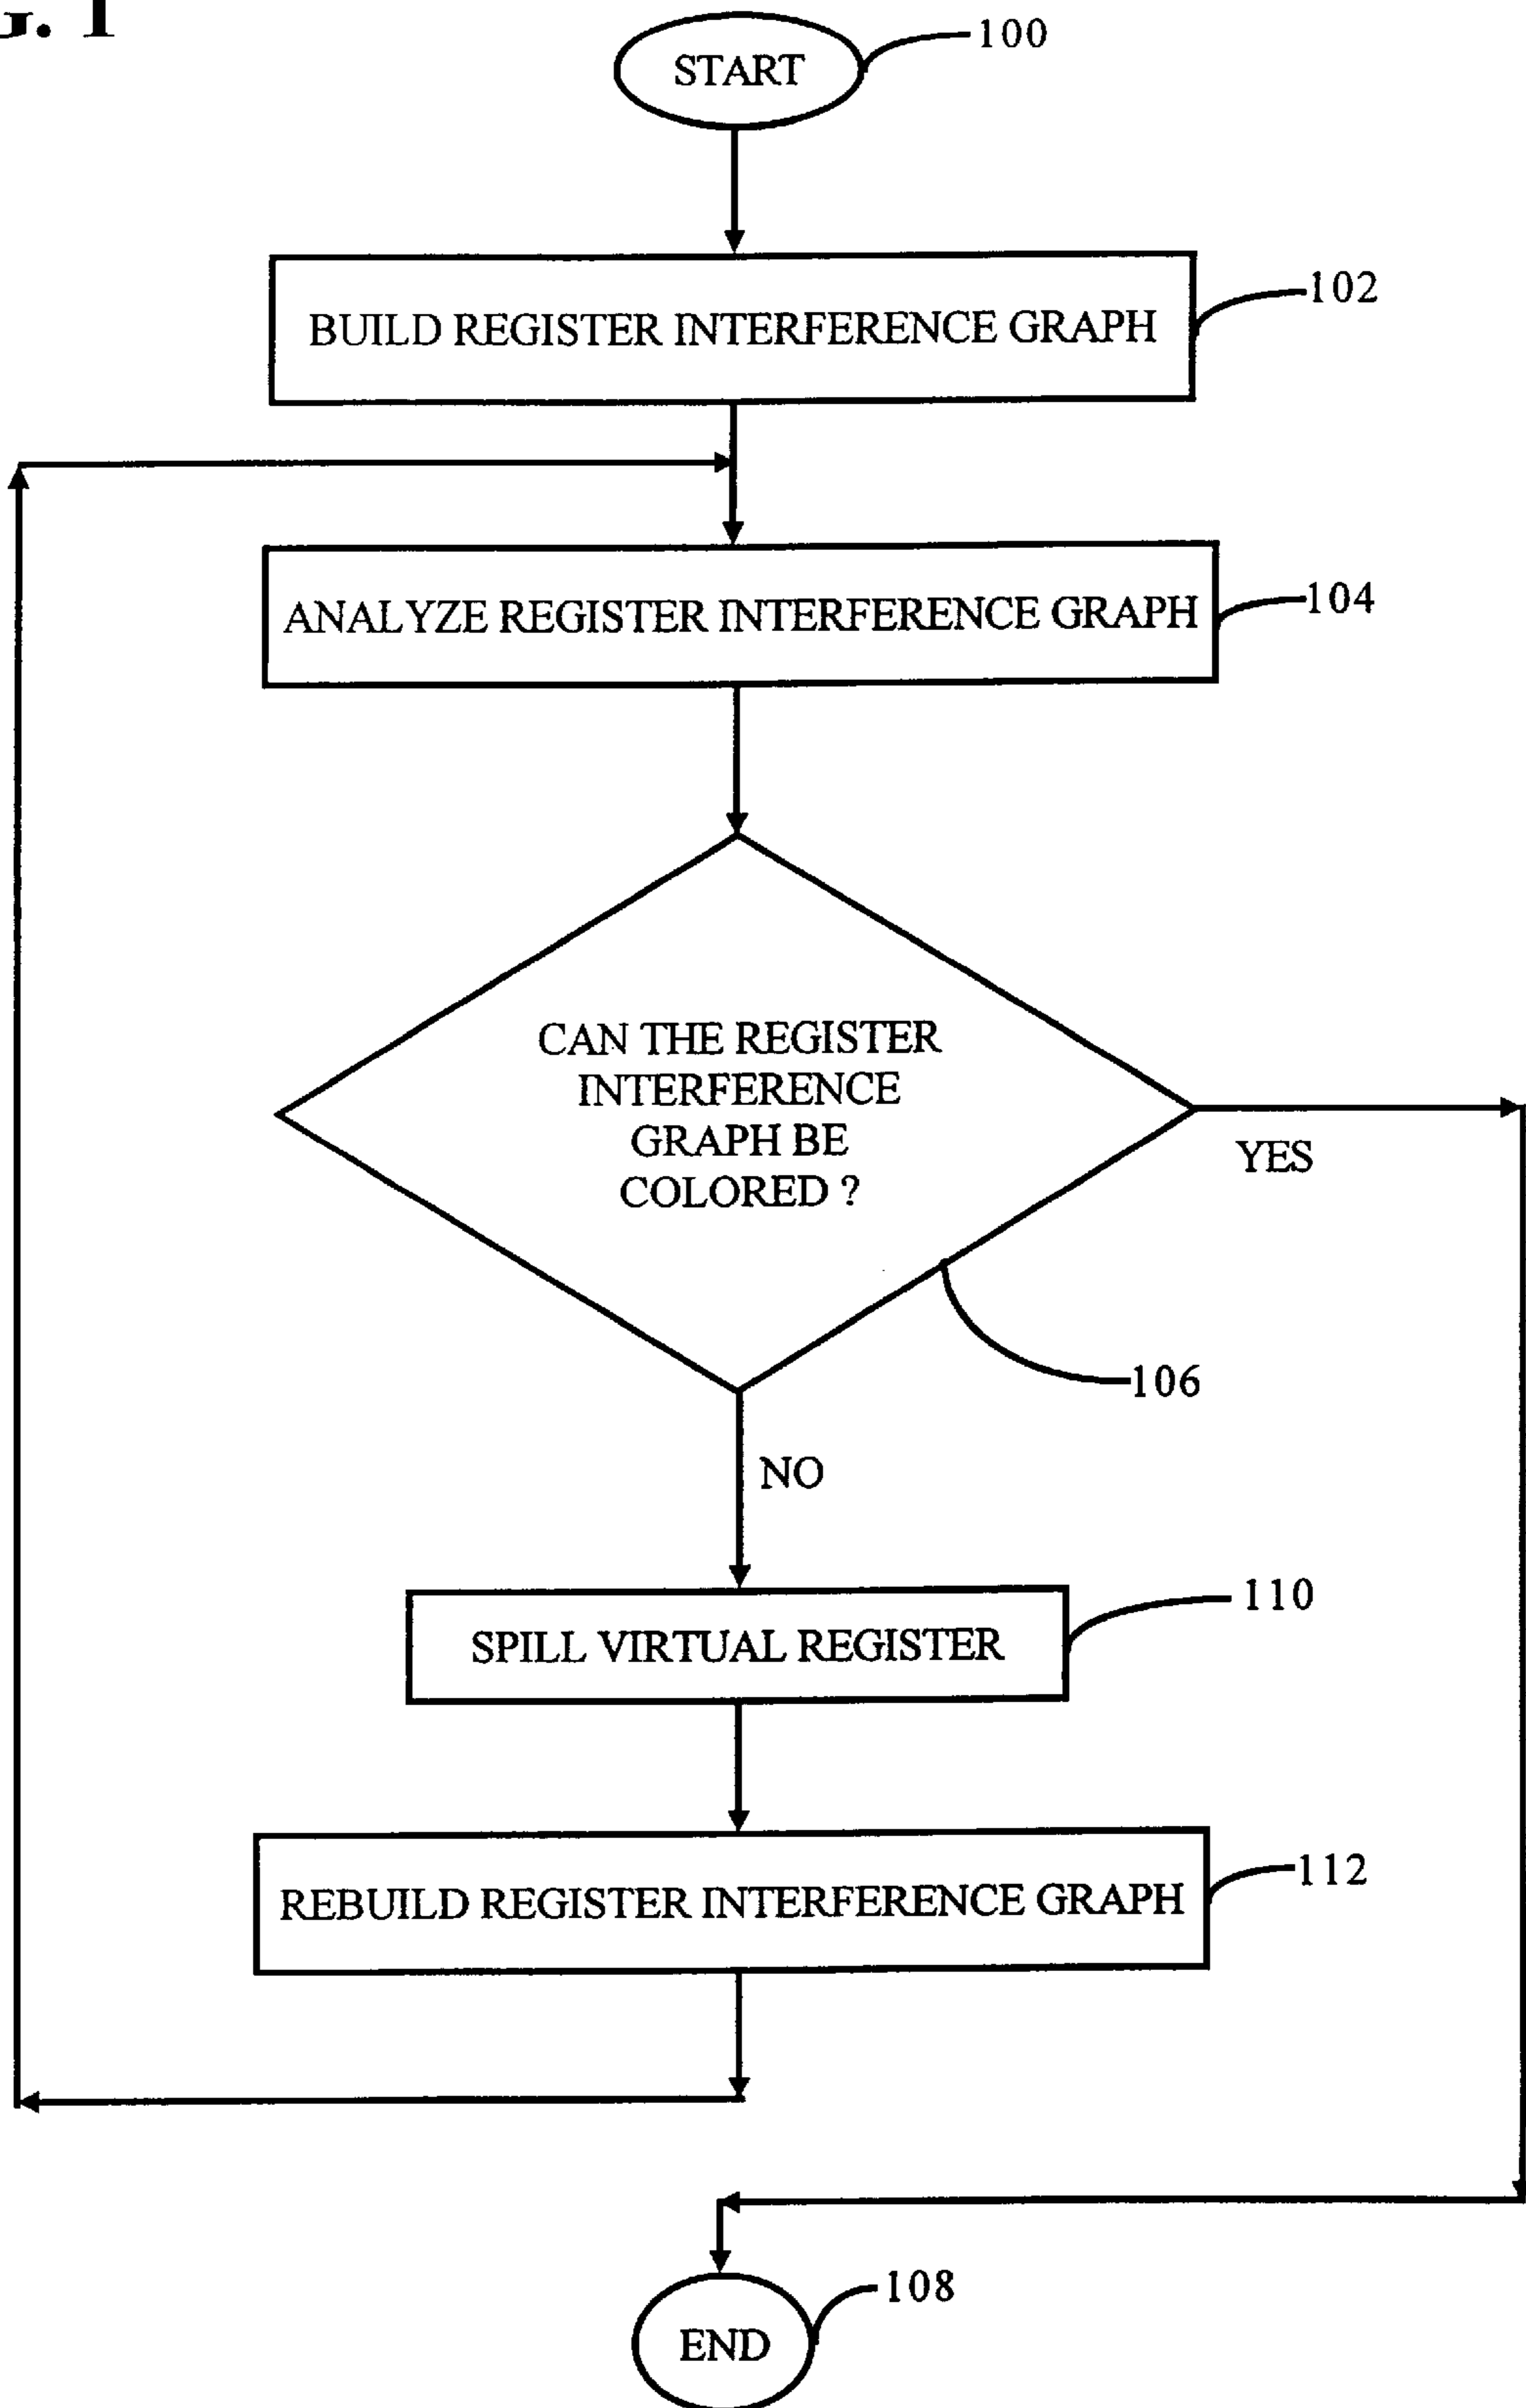 G. 1
START
100
BUILD REGISTER INTERFERENCE GRAPH
102
ANALYZE REGISTER INTERFERENCE GRAPH
104
CAN THE REGISTER
INTERFERENCE
GRAPH BE
COLORED ?
YES
106
NO
SPILL VIRTUAL REGISTER
110
REBUILD REGISTER INTERFERENCE GRAPH
112
END
108